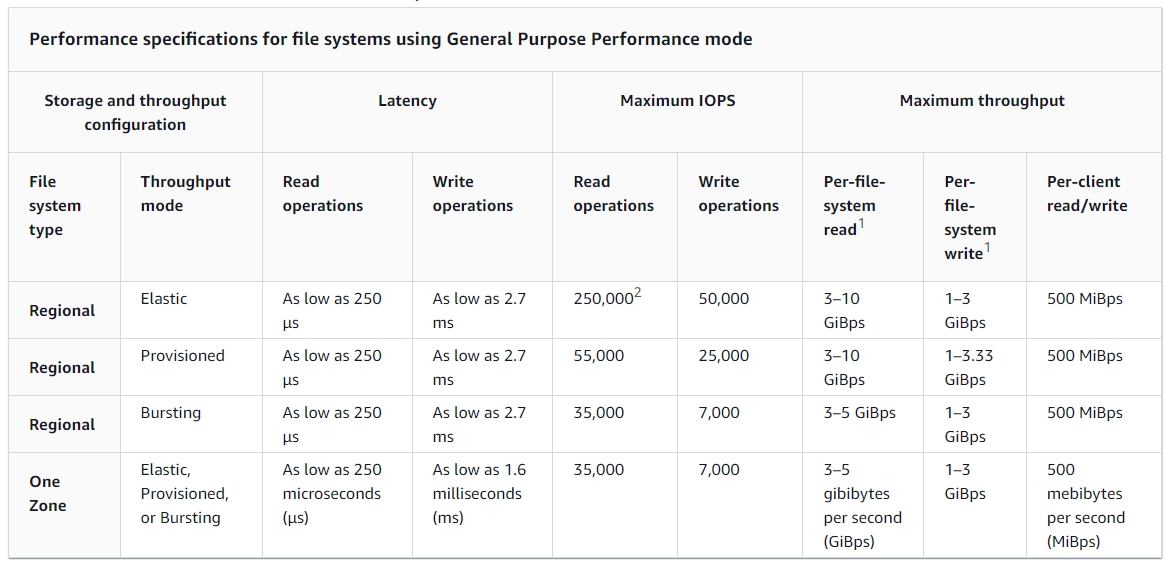 Performance specifications for file systems using General Purpose Performance mode
Storage and throughput
configuration
Latency
Maximum IOPS
Maximum throughput
File
system
type
Throughput
mode
Read
operations
Write
operations
Read
operations
Write
operations
Per-file-
system
read1
Per-
file-
system
write1
Per-client
read/write
Regional
Elastic
As low as 250
µs
As low as 2.7
ms
250,0002
50,000
3–10
GiBps
1–3
GiBps
500 MiBps
Regional
Provisioned
As low as 250
µs
As low as 2.7
ms
55,000
25,000
3–10
GiBps
1–3.33
GiBps
500 MiBps
Regional
Bursting
As low as 250
µs
As low as 2.7
ms
35,000
7,000
3–5 GiBps
1–3
GiBps
500 MiBps
One
Zone
Elastic,
Provisioned,
or Bursting
As low as 250
microseconds
(µs)
As low as 1.6
milliseconds
(ms)
35,000
7,000
3–5
gibibytes
per second
(GiBps)
1–3
GiBps
500
mebibytes
per second
(MiBps)